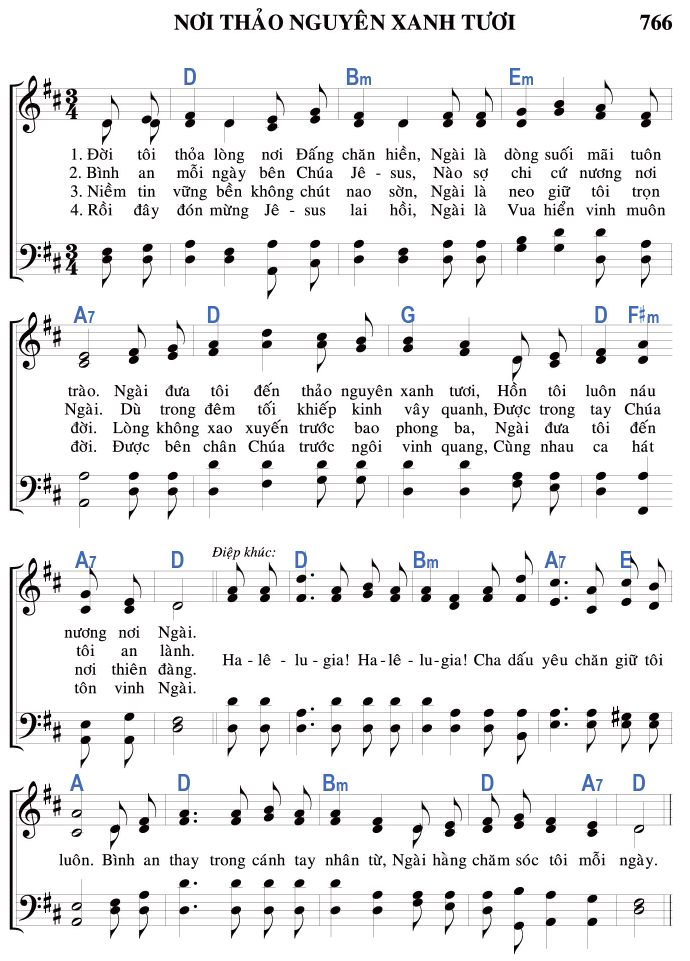 NƠI THẢO NGUYÊN XANH TƯƠI 766
D Bm Em
1. Đời tôi thỏa lòng nơi Đấng chăn hiền, Ngài là dòng suối mãi tuôn
2. Bình an mỗi ngày bên Chúa Jê - sus, Nào sợ chi cứ nương nơi
3. Niềm tin vững bền không chút nao sờn, Ngài là neo giữ tôi trọn
4. Rồi đây đón mừng Jê - sus lai hồi, Ngài là Vua hiển vinh muôn
A7 D G D F#m
trào. Ngài đưa tôi đến thảo nguyên xanh tươi, Hồn tôi luôn náu
Ngài. Dù trong đêm tối khiếp kinh vây quanh, Được trong tay Chúa
đời. Lòng không xao xuyến trước bao phong ba, Ngài đưa tôi đến
đời. Được bên chân Chúa trước ngôi vinh quang, Cùng nhau ca hát
Điệp khúc:
A7 D D Bm A7 E
nương nơi Ngài.
tôi an lành.
Ha - lê - lu - gia! Ha - lê - lu - gia! Cha dấu yêu chăn giữ tôi
nơi thiên đàng.
tôn vinh Ngài.
A D Bm D A7 D
luôn. Bình an thay trong cánh tay nhân từ, Ngài hằng chăm sóc tôi mỗi ngày.
3
4
3
4